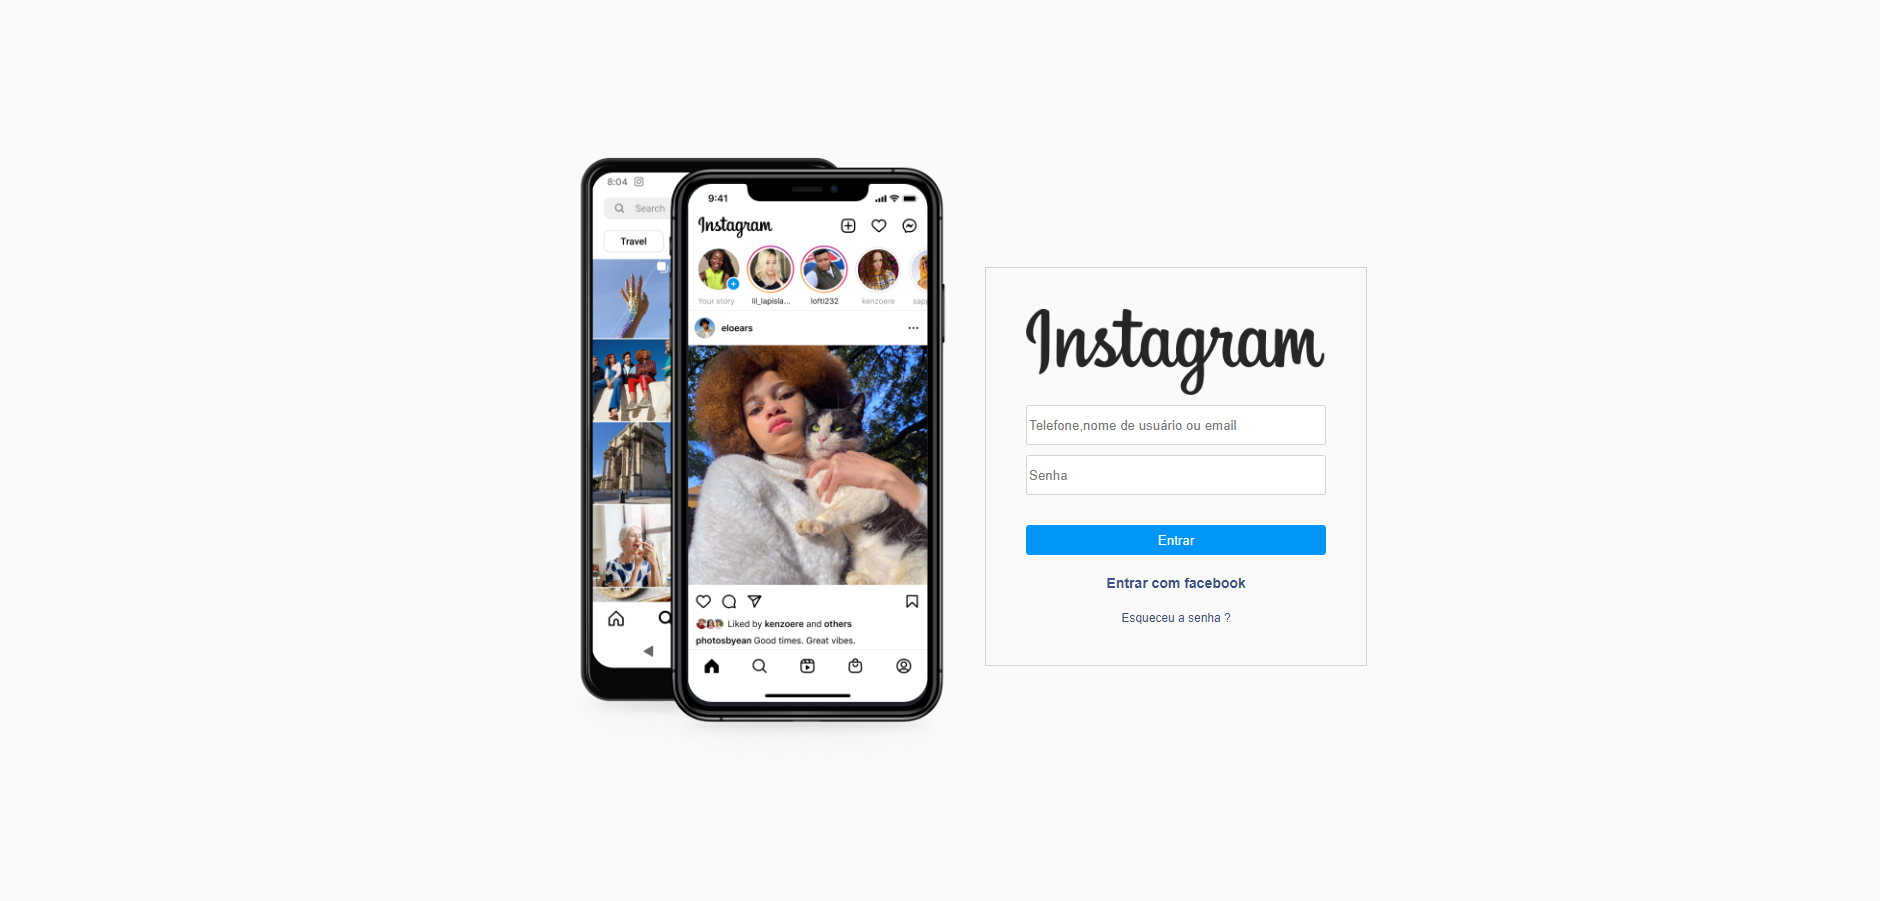 8:04
Search
Travel
9:41
Instagram
Your story
lil_lapisla...
lofti232
kenzoere
sapp
eloears
Liked by kenzoere and others
photosbyean Good times. Great vibes.
Instagram
Telefone,nome de usuário ou email
Senha
Entrar
Entrar com facebook
Esqueceu a senha ?